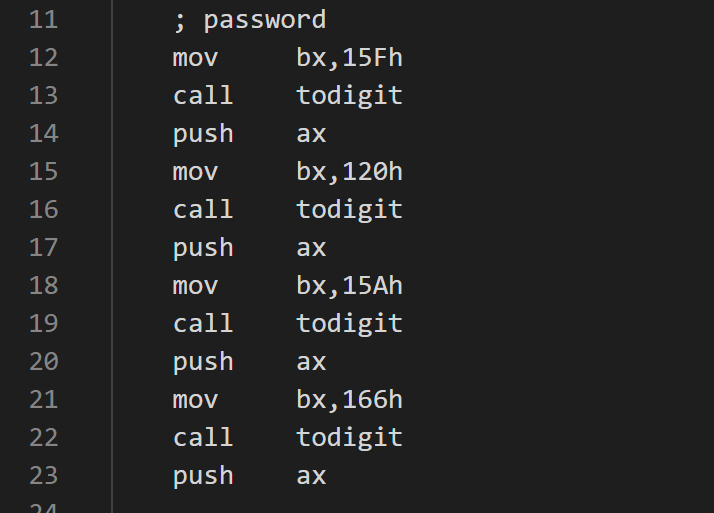 11 ; password
12 mov bx,15Fh
13 call todigit
14 push ax
15 mov bx,120h
16 call todigit
17 push ax
18 mov bx,15Ah
19 call todigit
20 push ax
21 mov bx,166h
22 call todigit
23 push ax
24